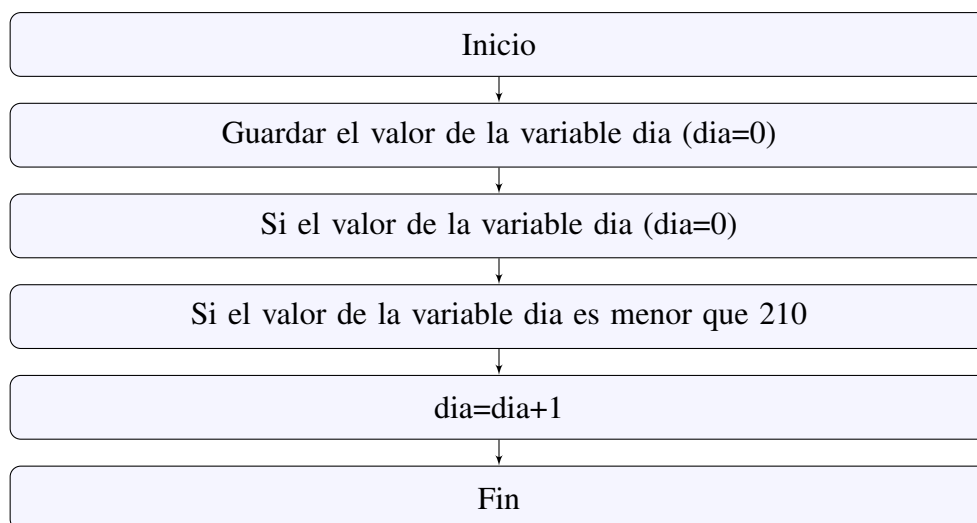 Inicio
Guardar el valor de la variable dia (dia=0)
Si el valor de la variable dia (dia=0)
Si el valor de la variable dia es menor que 210
dia=dia+1
Fin